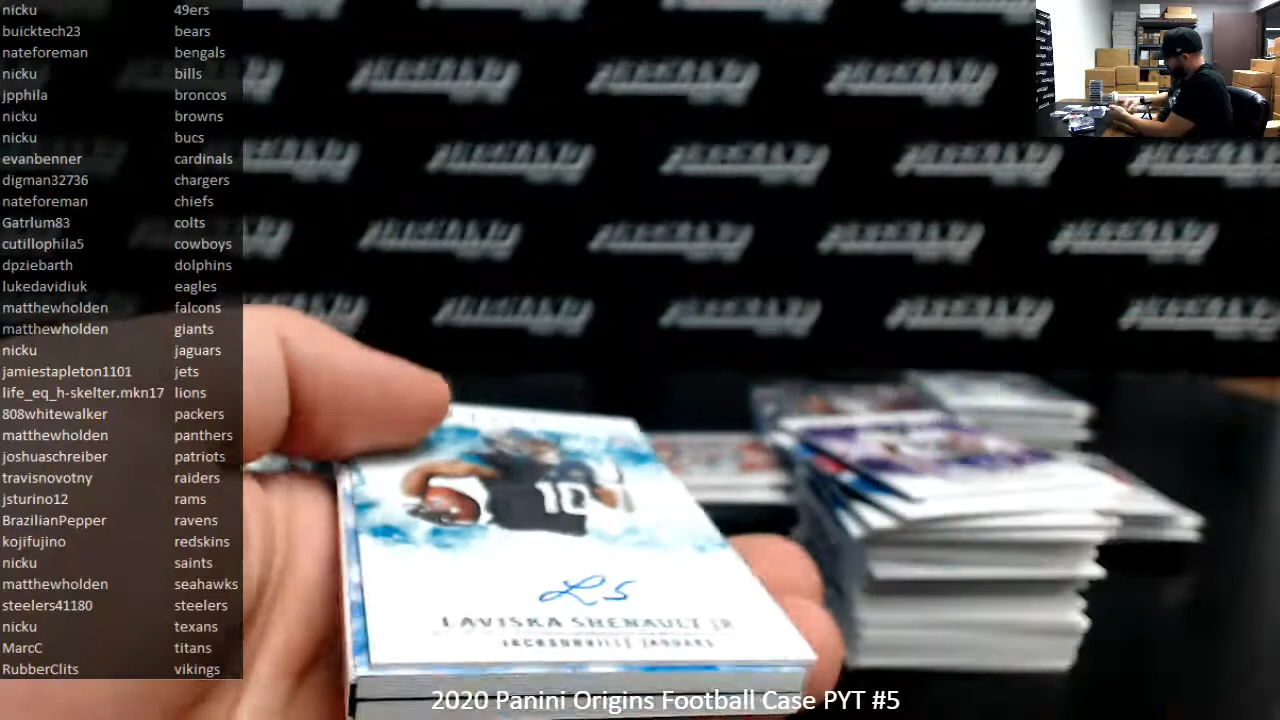 nicku 49ers
buicktech23 bears
nateforeman bengals
nicku bills
jpphila broncos
nicku browns
nicku bucs
evanbenner cardinals
digman32736 chargers
nateforeman chiefs
Gatrlum83 colts
cutillophila5 cowboys
dpziebarth dolphins
lukedavidiuk eagles
matthewholden falcons
matthewholden giants
nicku jaguars
jamiestapleton1101 jets
life_eq_h-skelter.mkn17 lions
808whitewalker packers
matthewholden panthers
joshuaschreiber patriots
travisnovotny raiders
jsturino12 rams
BrazilianPepper ravens
kojifujino redskins
nicku saints
matthewholden seahawks
steelers41180 steelers
nicku texans
MarcC titans
RubberClits vikings
10
LS
LAVISKA SHENAULT JR
JACKSONVILLE JAGUARS
2020 Panini Origins Football Case PYT #5